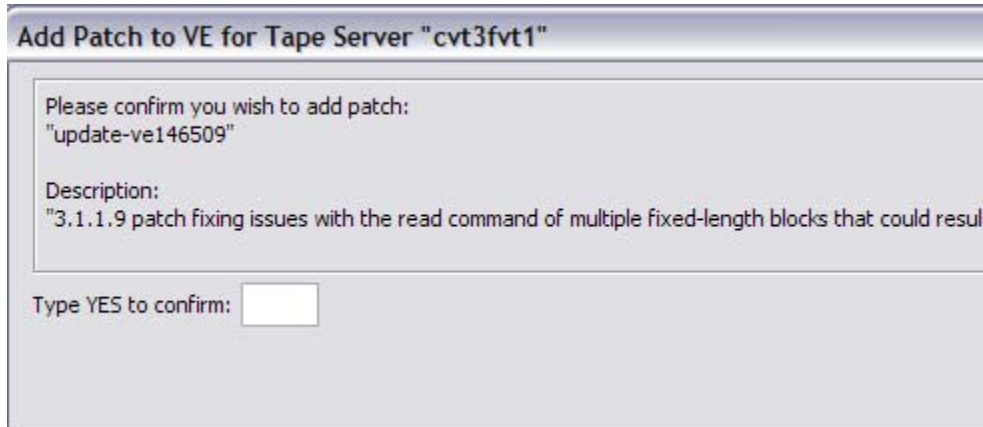 Add Patch to VE for Tape Server "cvt3fvt1"
Please confirm you wish to add patch:
"update-ve146509"
Description:
"3.1.1.9 patch fixing issues with the read command of multiple fixed-length blocks that could resul
Type YES to confirm: